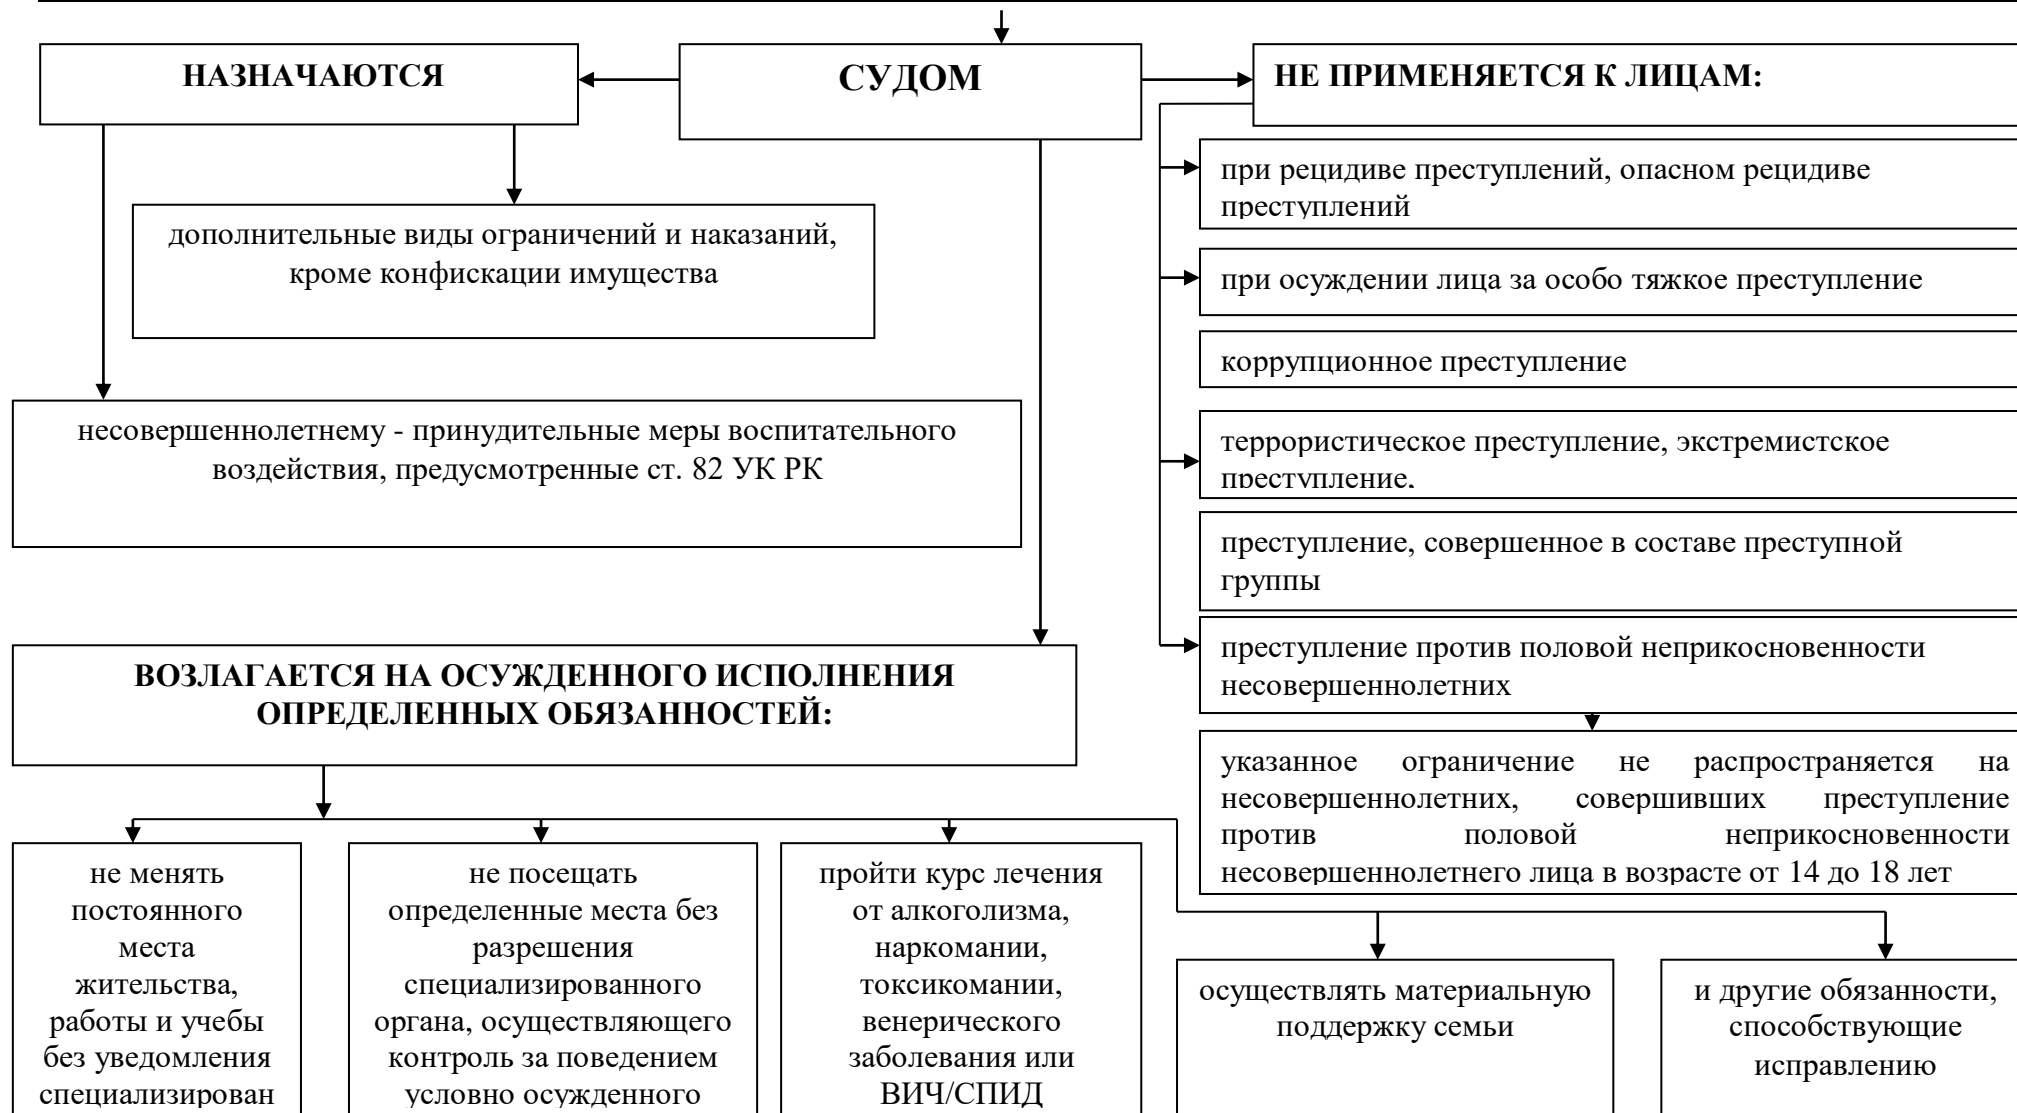 НАЗНАЧАЮТСЯ
СУДОМ
НЕ ПРИМЕНЯЕТСЯ К ЛИЦАМ:
дополнительные виды ограничений и наказаний,
кроме конфискации имущества
несовершеннолетнему - принудительные меры воспитательного
воздействия, предусмотренные ст. 82 УК РК
при рецидиве преступлений, опасном рецидиве
преступлений
при осуждении лица за особо тяжкое преступление
коррупционное преступление
террористическое преступление, экстремистское
преступление.
преступление, совершенное в составе преступной
группы
преступление против половой неприкосновенности
несовершеннолетних
указанное ограничение не распространяется на
несовершеннолетних, совершивших преступление
против половой неприкосновенности
несовершеннолетнего лица в возрасте от 14 до 18 лет
ВОЗЛАГАЕТСЯ НА ОСУЖДЕННОГО ИСПОЛНЕНИЯ
ОПРЕДЕЛЕННЫХ ОБЯЗАННОСТЕЙ:
не менять
постоянного
места
жительства,
работы и учебы
без уведомления
специализирован
не посещать
определенные места без
разрешения
специализированного
органа, осуществляющего
контроль за поведением
условно осужденного
пройти курс лечения
от алкоголизма,
наркомании,
токсикомании,
венерического
заболевания или
ВИЧ/СПИД
осуществлять материальную
поддержку семьи
и другие обязанности,
способствующие
исправлению